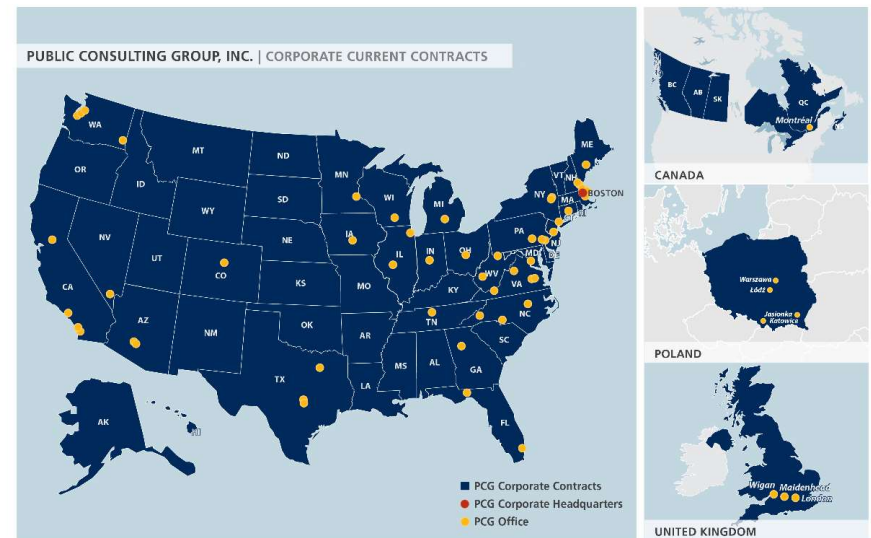 PUBLIC CONSULTING GROUP, INC. | CORPORATE CURRENT CONTRACTS
WA
MT
ND
MN
ME
OR
ID
SD
WI
MI
VT
NH
NY
MA
BOSTON
WY
NV
NE
IA
PA
NJ
UT
CO
IL
IN
OH
MD
DE
CA
KS
MO
WV
VA
KY
AZ
NM
OK
AR
TN
NC
SC
TX
LA
MS
AL
GA
AK
HI
FL
PCG Corporate Contracts
PCG Corporate Headquarters
PCG Office
BC
AB
SK
QC
Montréal
CANADA
Warszawa
Łódź
Jasionka
Katowice
POLAND
Wigan
Maidenhead
London
UNITED KINGDOM